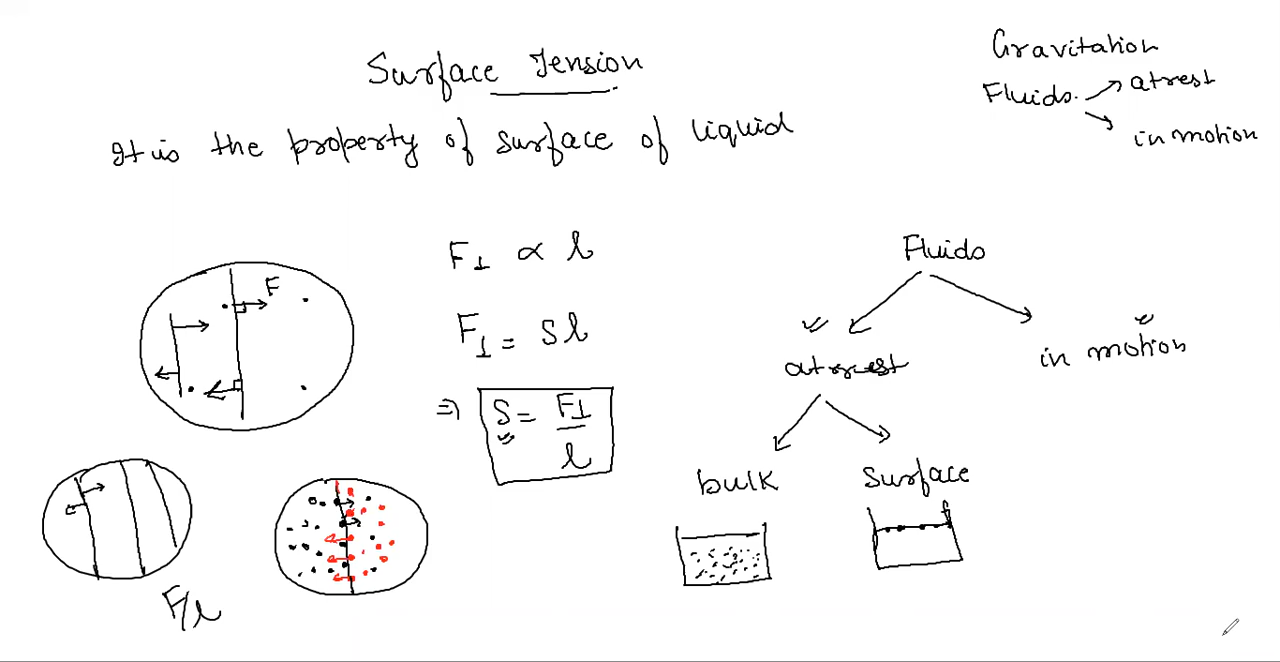 Surface Tension
It is the property of surface of liquid
Gravitation
Fluids. → at rest
→ in motion
F
F⊥ ∝ l
F⊥ = Sl
⇒ S = F⊥/l
F/l
Fluids
at rest
in motion
bulk
Surface